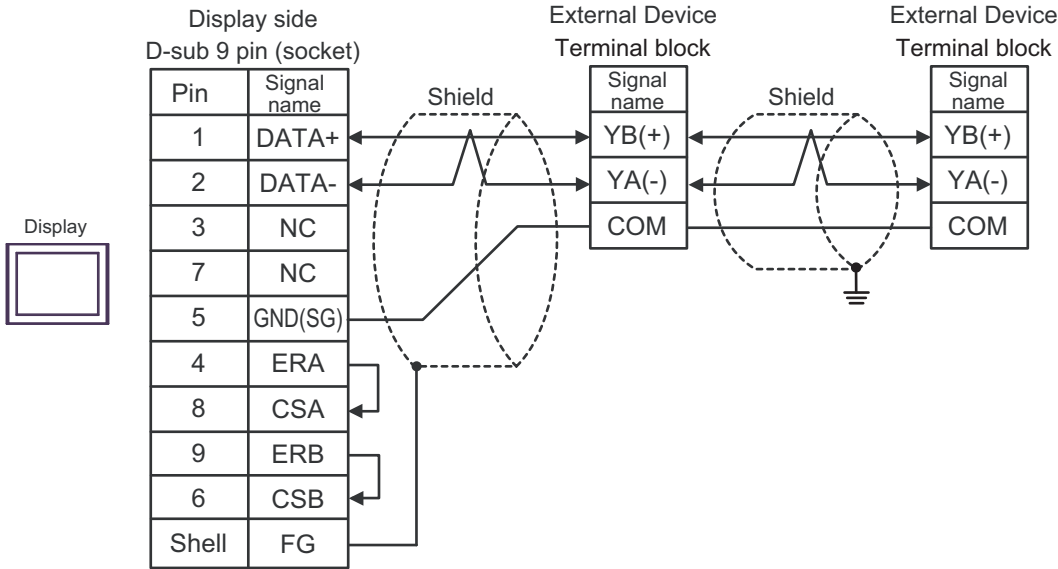 Display side
D-sub 9 pin (socket)
External Device
Terminal block
External Device
Terminal block
Pin
Signal
name
Shield
Signal
name
Shield
Signal
name
1 DATA+
YB(+)
YB(+)
2 DATA-
YA(-)
YA(-)
Display
3 NC
COM
COM
7 NC
5 GND(SG)
4 ERA
8 CSA
9 ERB
6 CSB
Shell FG